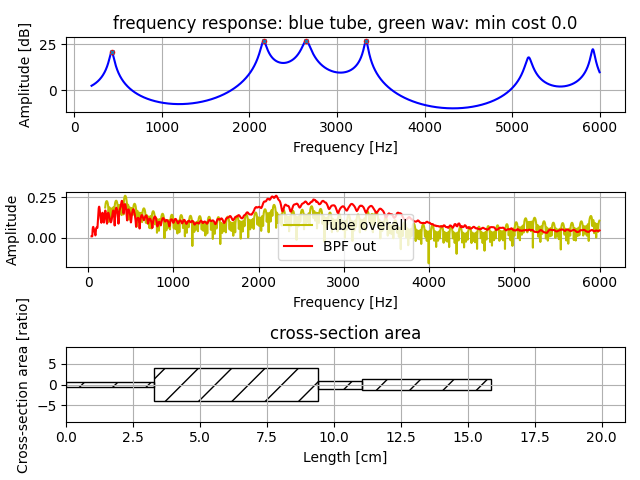 frequency response: blue tube, green wav: min cost 0.0
Amplitude [dB]
25
0
0 1000 2000 3000 4000 5000 6000
Frequency [Hz]
Amplitude
0.25
0.00
Tube overall
BPF out
0 1000 2000 3000 4000 5000 6000
Frequency [Hz]
cross-section area
Cross-section area [ratio]
5
0
−5
0.0 2.5 5.0 7.5 10.0 12.5 15.0 17.5 20.0
Length [cm]